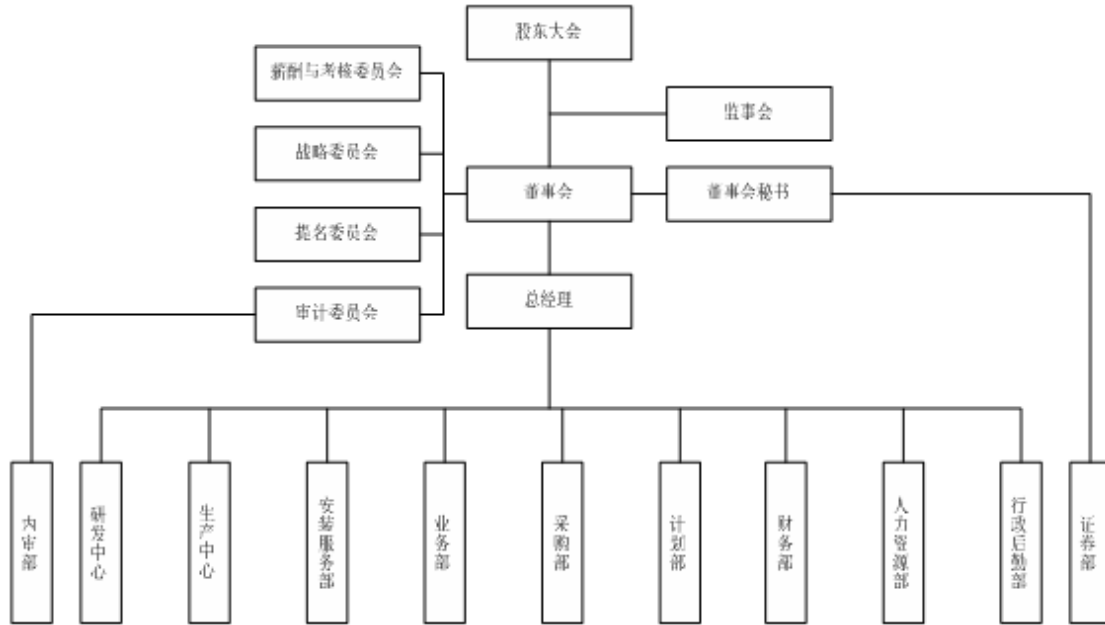 股东大会
薪酬与考核委员会
监事会
战略委员会
董事会
董事会秘书
提名委员会
总经理
审计委员会
内审部
研发中心
生产中心
安装服务部
业务部
采购部
计划部
财务部
人力资源部
行政后勤部
证券部